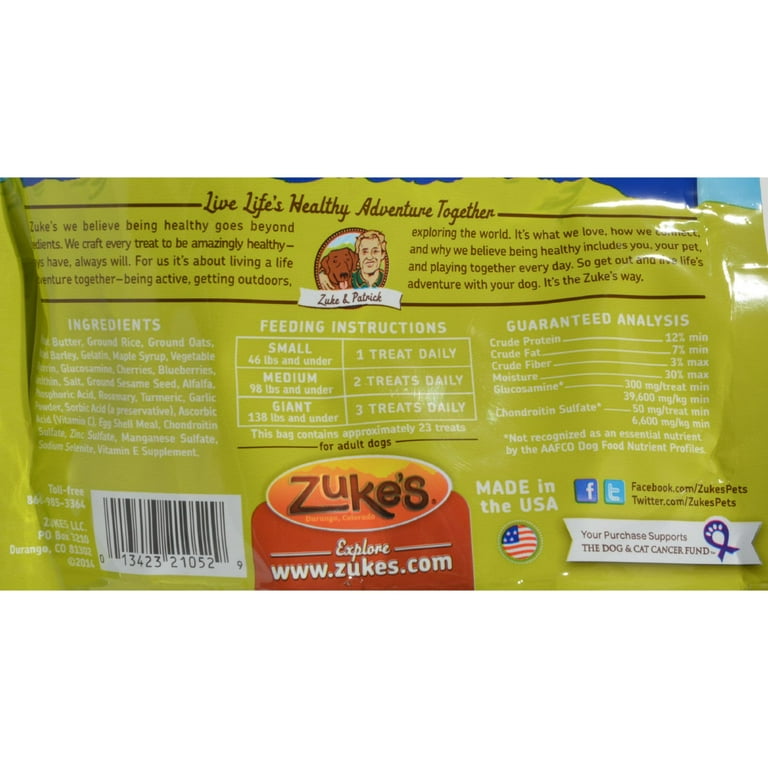 Live Life's Healthy Adventure Together
Zuke's we believe being healthy goes beyond
We craft every treat to be amazingly healthy—
have, always will. For us it's about living a life
together—being active, getting outdoors,
exploring the world. It's what we love, how we connect,
and why we believe being healthy includes you, your pet,
and playing together every day. So get out and live life's
adventure with your dog. It's the Zuke's way.
Zuke & Patrick
INGREDIENTS
Butter, Ground Rice, Ground Oats,
Barley, Gelatin, Maple Syrup, Vegetable
Glucosamine, Cherries, Blueberries,
Salt, Ground Sesame Seed, Alfalfa,
Acid, Rosemary, Turmeric, Garlic
Powder, Sorbic Acid (a preservative), Ascorbic
Acid (Vitamin C), Egg Shell Meal, Chondroitin
Sulfate, Zinc Sulfate, Manganese Sulfate,
Sodium Selenite, Vitamin E Supplement.
FEEDING INSTRUCTIONS
SMALL
46 lbs and under
1 TREAT DAILY
MEDIUM
98 lbs and under
2 TREATS DAILY
GIANT
138 lbs and under
3 TREATS DAILY
This bag contains approximately 23 treats
for adult dogs
GUARANTEED ANALYSIS
Crude Protein 12% min
Crude Fat 7% min
Crude Fiber 3% max
Moisture 30% max
Glucosamine* 300 mg/treat min
39,600 mg/kg min
Chondroitin Sulfate* 50 mg/treat min
6,600 mg/kg min
*Not recognized as an essential nutrient
by the AAFCO Dog Food Nutrient Profiles.
Toll-free
866-985-3364
ZUKES LLC.
PO Box 3210
Durango, CO 81302
©2014
0 13423 21052 9
Zuke's®
Durango, Colorado
Explore
www.zukes.com
MADE in
the USA
f
t
Facebook.com/ZukesPets
Twitter.com/ZukesPets
Your Purchase Supports
THE DOG & CAT CANCER FUND™